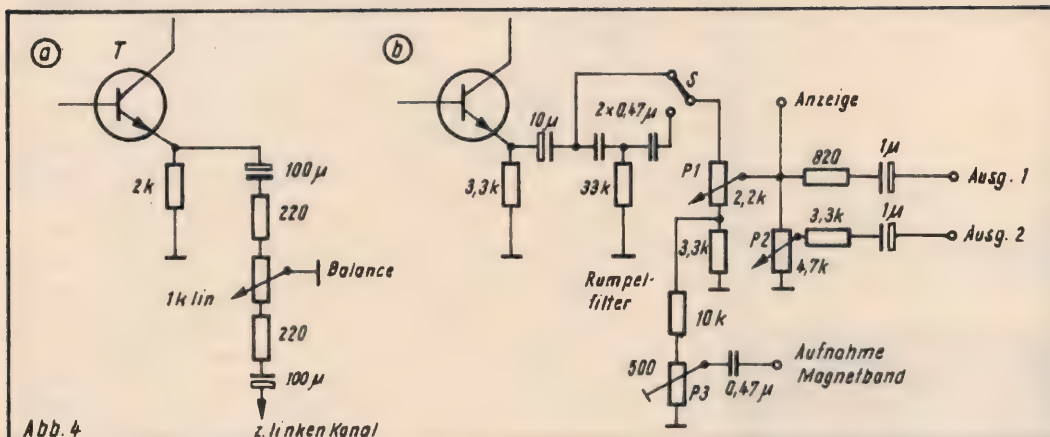 a
T
2k
100µ
220
1k lin
Balance
220
100µ
z. linken Kanal
Abb. 4
b
10µ
3,3k
2x0,47µ
33k
Rumpel-
filter
S
P1
2,2k
3,3k
10k
500
P3
0,47µ
Aufnahme
Magnetband
Anzeige
820
1µ
Ausg. 1
P2
4,7k
3,3k
1µ
Ausg. 2